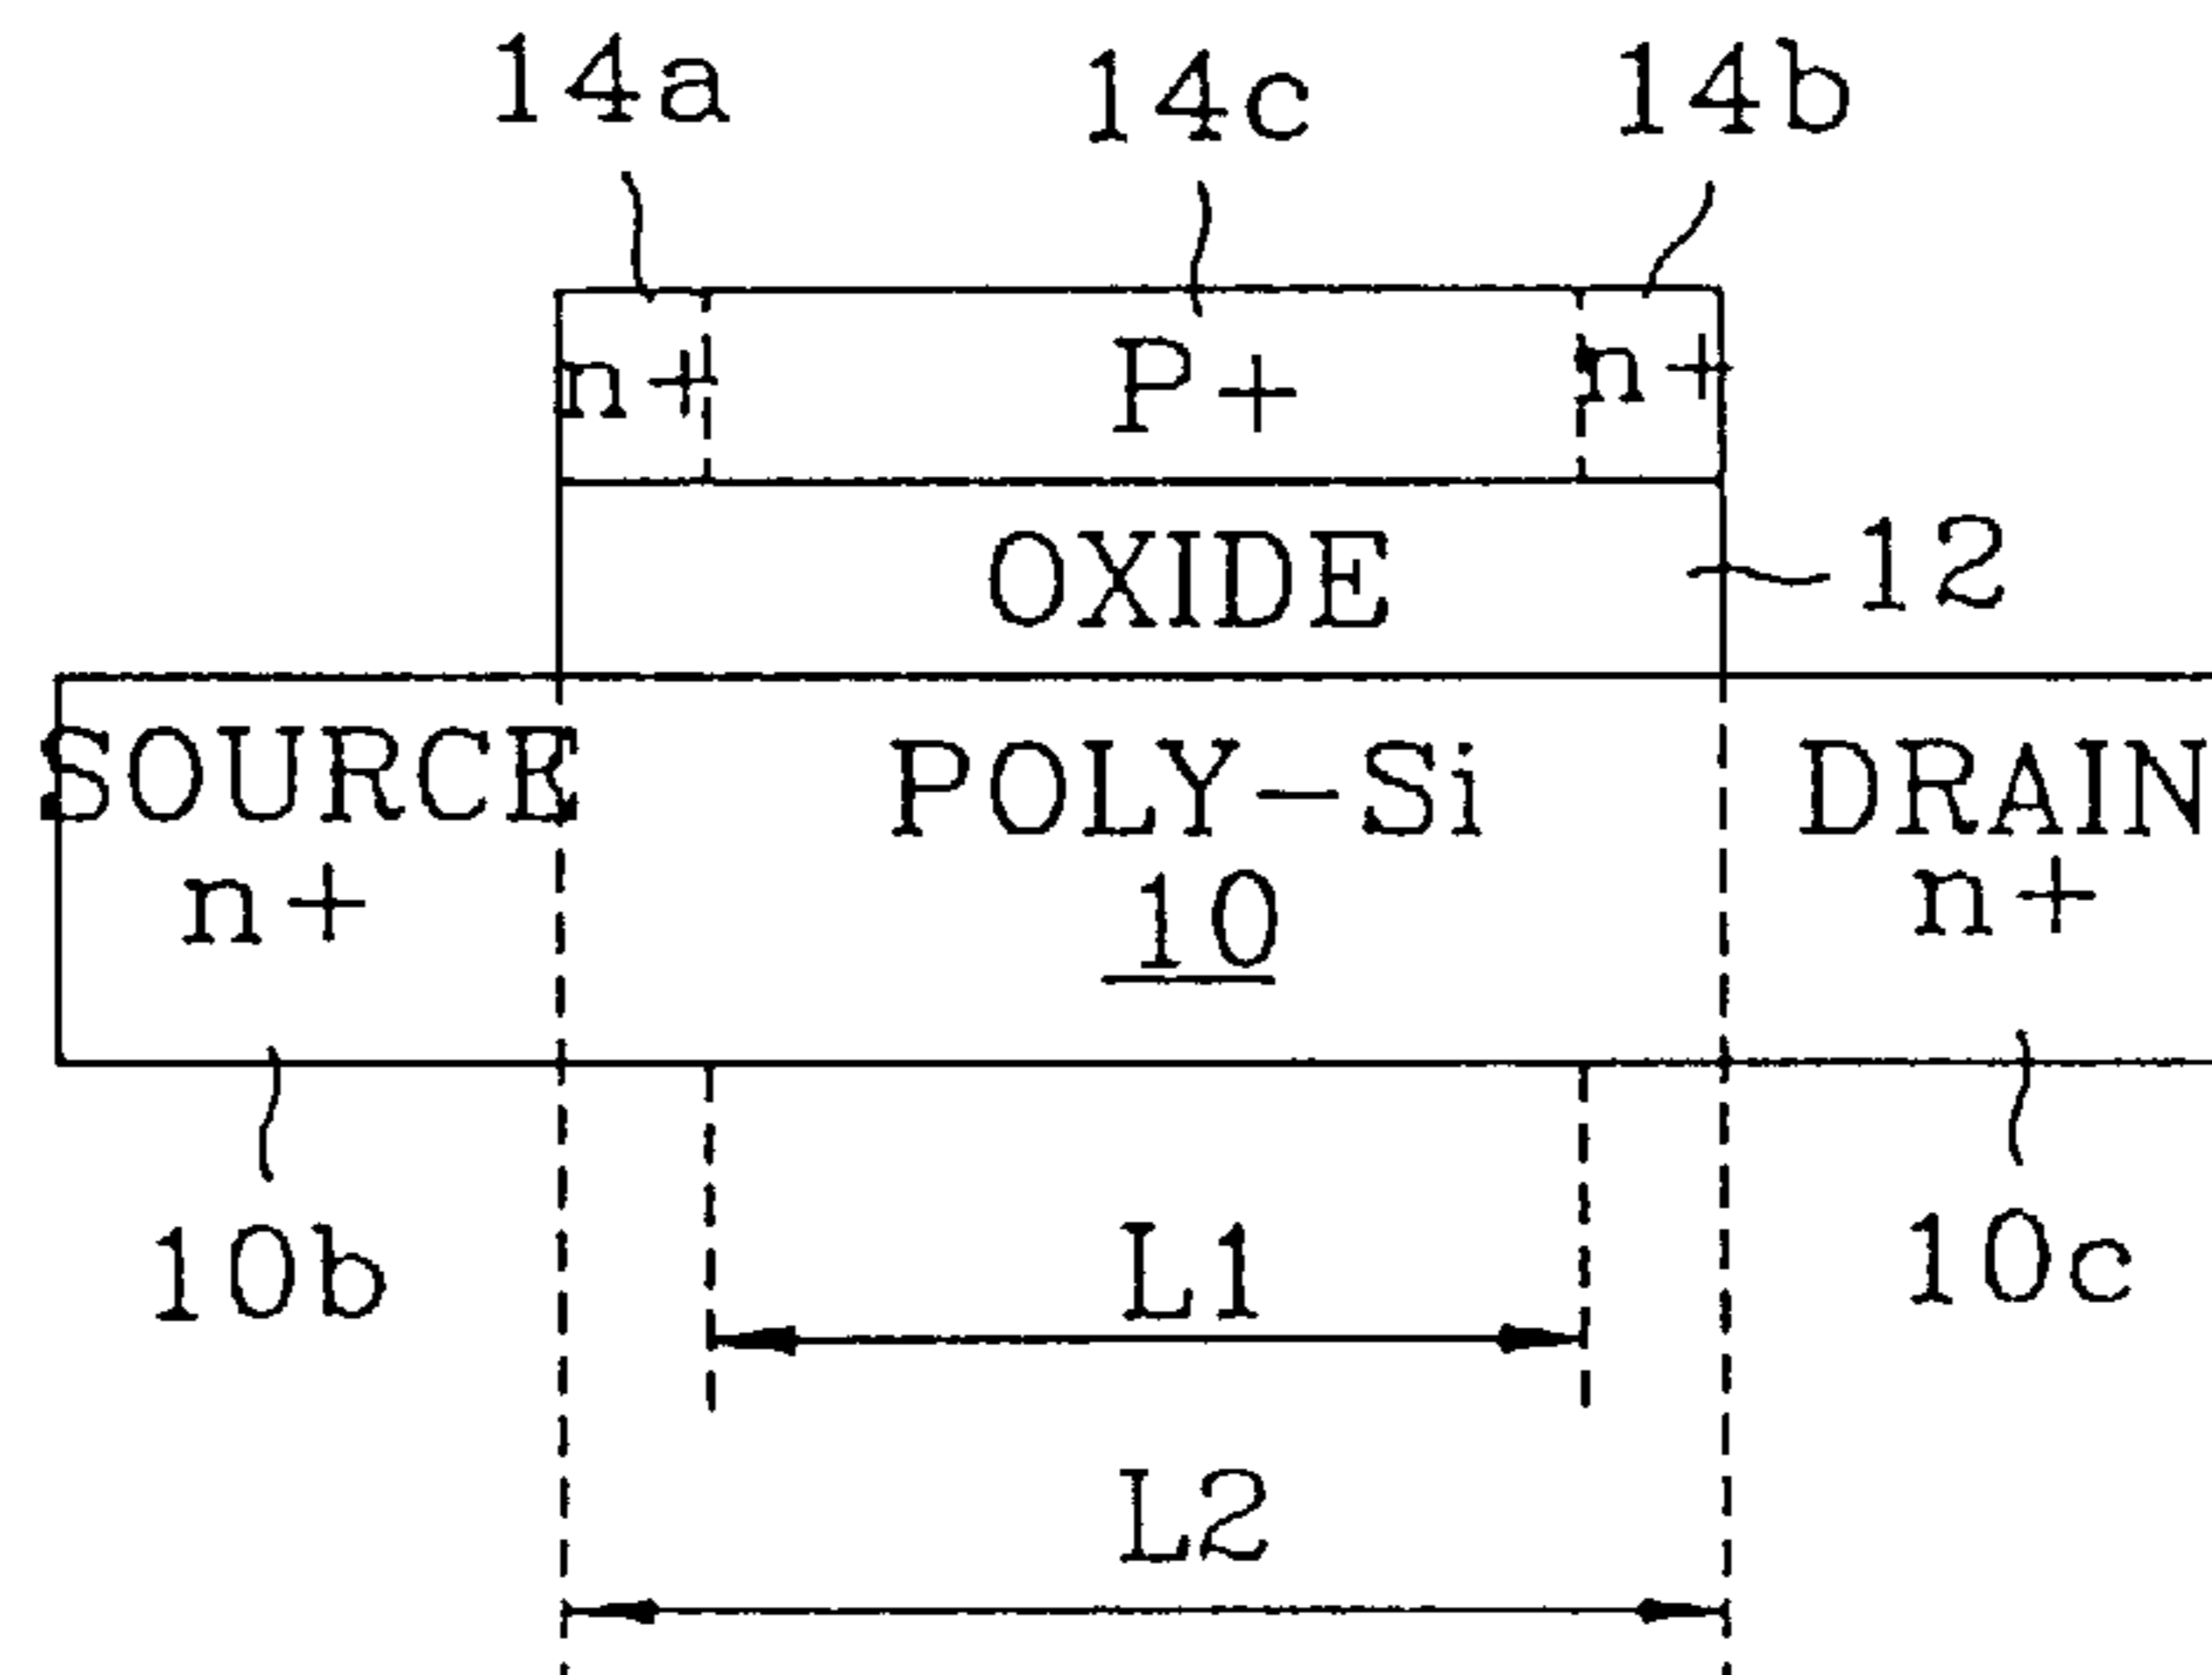 14a 14c 14b
n+ P+ n+
OXIDE 12
SOURCE POLY-Si DRAIN
n+ 10 n+
10b L1 10c
L2